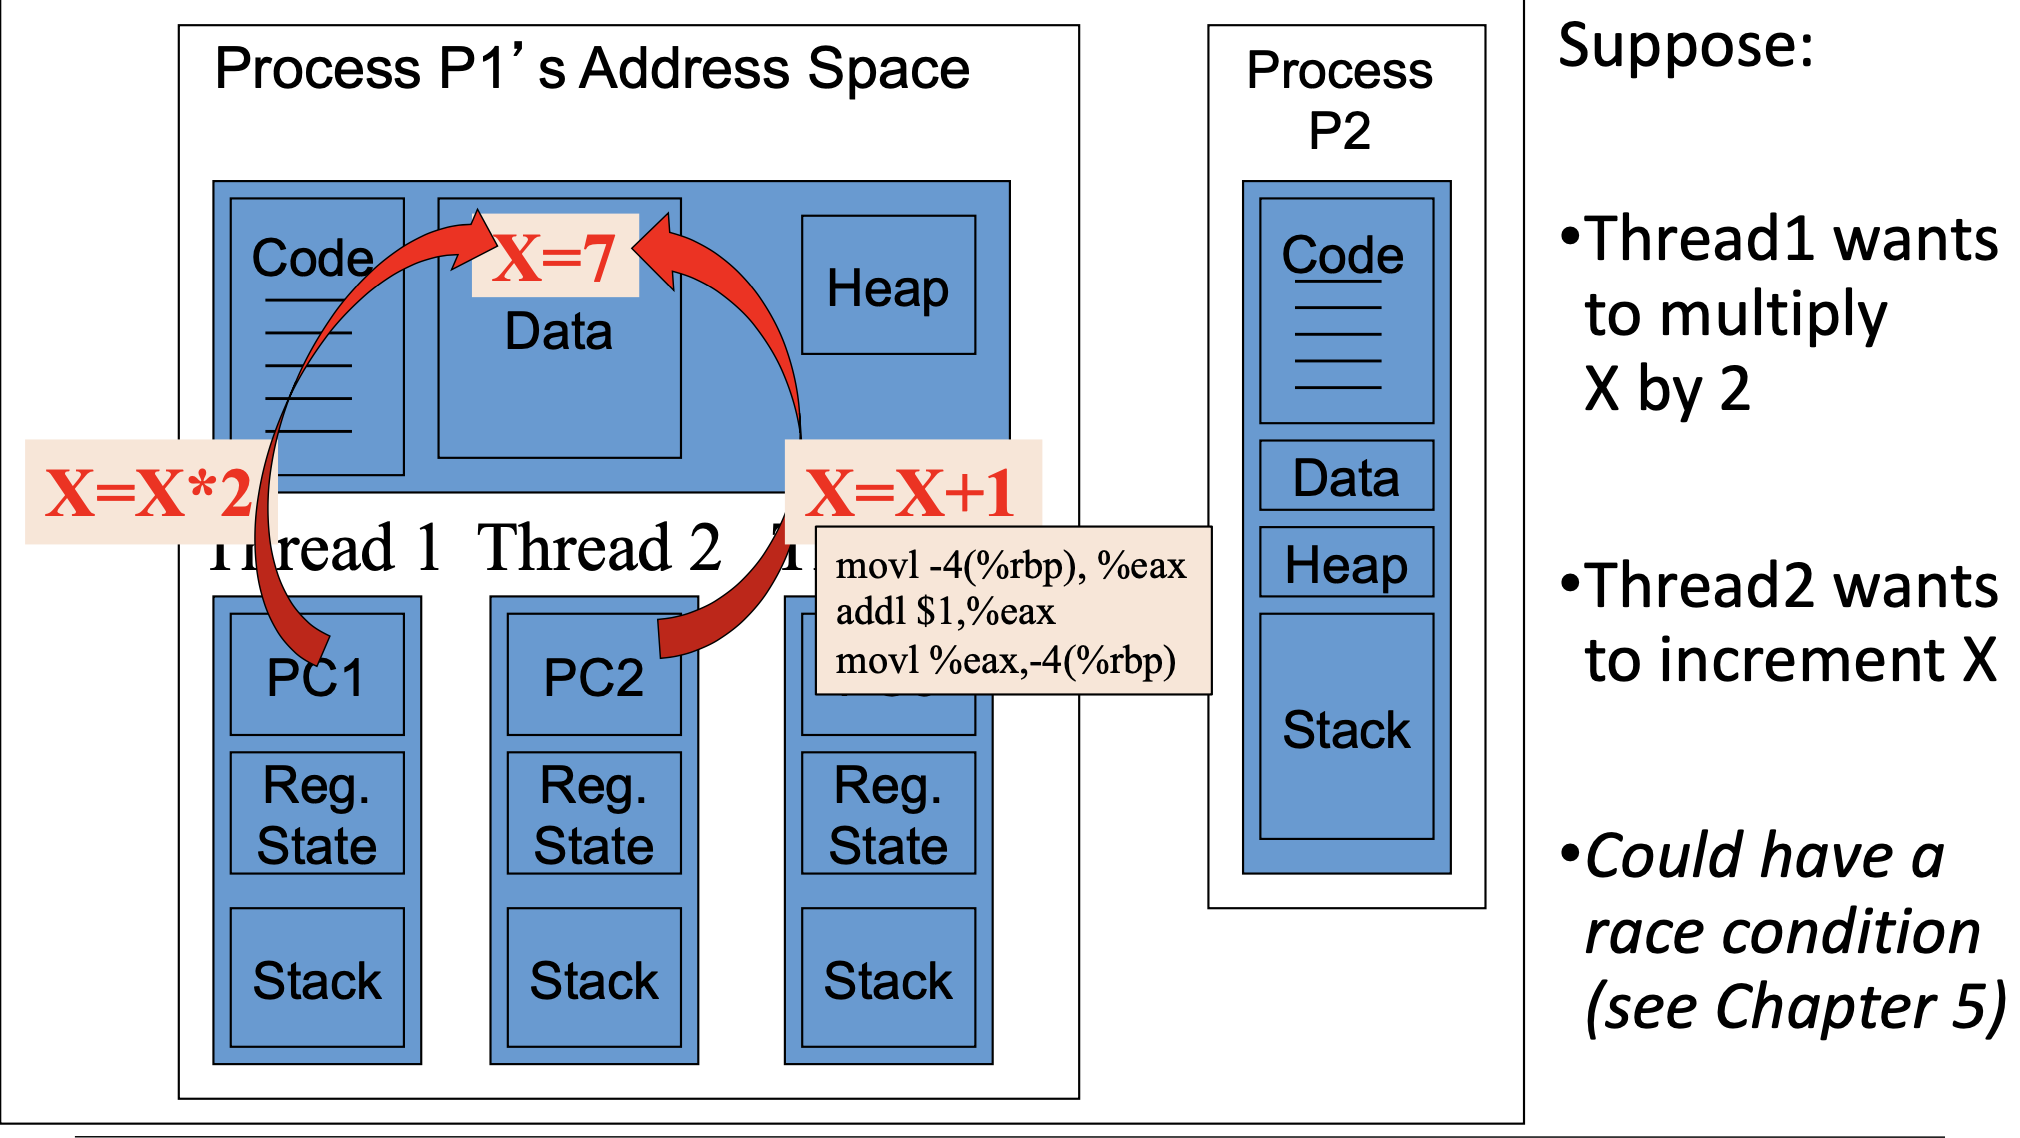 Process P1’s Address Space
Code
X=7
Data
Heap
X=X*2
X=X+1
Thread 1
Thread 2
movl -4(%rbp), %eax
addl $1,%eax
movl %eax,-4(%rbp)
PC1
Reg.
State
Stack
PC2
Reg.
State
Stack
Reg.
State
Stack
Process
P2
Code
Data
Heap
Stack
Suppose:
•Thread1 wants
to multiply
X by 2
•Thread2 wants
to increment X
•Could have a
race condition
(see Chapter 5)